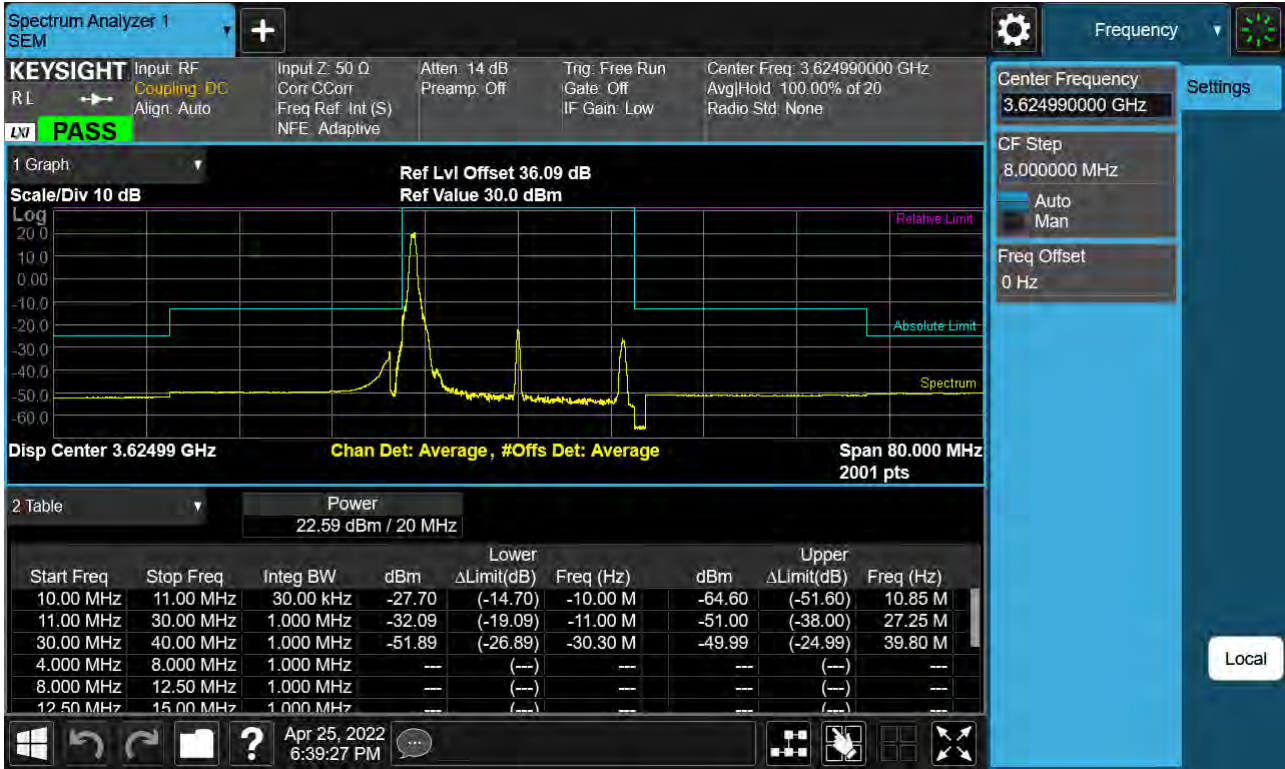 Spectrum Analyzer 1
SEM
Frequency
KEYSIGHT
R L
LXI
PASS
Input: RF
Coupling: DC
Align: Auto
Input Z: 50 Ω
Corr CCorr
Freq Ref: Int (S)
NFE: Adaptive
Atten: 14 dB
Preamp: Off
Trig: Free Run
Gate: Off
IF Gain: Low
Center Freq: 3.624990000 GHz
Avg|Hold: 100.00% of 20
Radio Std: None
Center Frequency
3.624990000 GHz
Settings
CF Step
8.000000 MHz
Auto
Man
Freq Offset
0 Hz
1 Graph
Scale/Div 10 dB
Ref Lvl Offset 36.09 dB
Ref Value 30.0 dBm
Log
20.0
10.0
0.00
-10.0
-20.0
-30.0
-40.0
-50.0
-60.0
Relative Limit
Absolute Limit
Spectrum
Disp Center 3.62499 GHz
Chan Det: Average, #Offs Det: Average
Span 80.000 MHz
2001 pts
2 Table
Power
22.59 dBm / 20 MHz
Lower Upper
Start Freq Stop Freq Integ BW dBm ΔLimit(dB) Freq (Hz) dBm ΔLimit(dB) Freq (Hz)
10.00 MHz 11.00 MHz 30.00 kHz -27.70 (-14.70) -10.00 M -64.60 (-51.60) 10.85 M
11.00 MHz 30.00 MHz 1.000 MHz -32.09 (-19.09) -11.00 M -51.00 (-38.00) 27.25 M
30.00 MHz 40.00 MHz 1.000 MHz -51.89 (-26.89) -30.30 M -49.99 (-24.99) 39.80 M
4.000 MHz 8.000 MHz 1.000 MHz --- (---) --- --- (---) ---
8.000 MHz 12.50 MHz 1.000 MHz --- (---) --- --- (---) ---
12.50 MHz 15.00 MHz 1.000 MHz --- (---) --- --- (---) ---
Local
?
Apr 25, 2022
6:39:27 PM